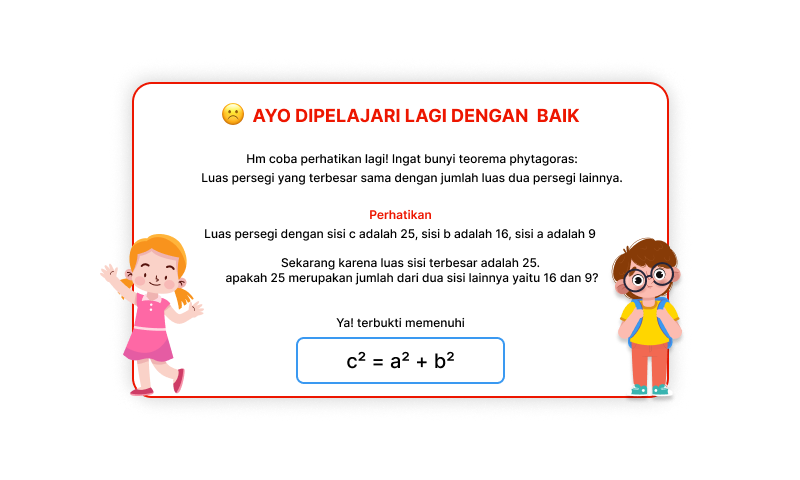 AYO DIPELAJARI LAGI DENGAN BAIK
Hm coba perhatikan lagi! Ingat bunyi teorema phytagoras:
Luas persegi yang terbesar sama dengan jumlah luas dua persegi lainnya.
Perhatikan
Luas persegi dengan sisi c adalah 25, sisi b adalah 16, sisi a adalah 9
Sekarang karena luas sisi terbesar adalah 25.
apakah 25 merupakan jumlah dari dua sisi lainnya yaitu 16 dan 9?
Ya! terbukti memenuhi
c² = a² + b²